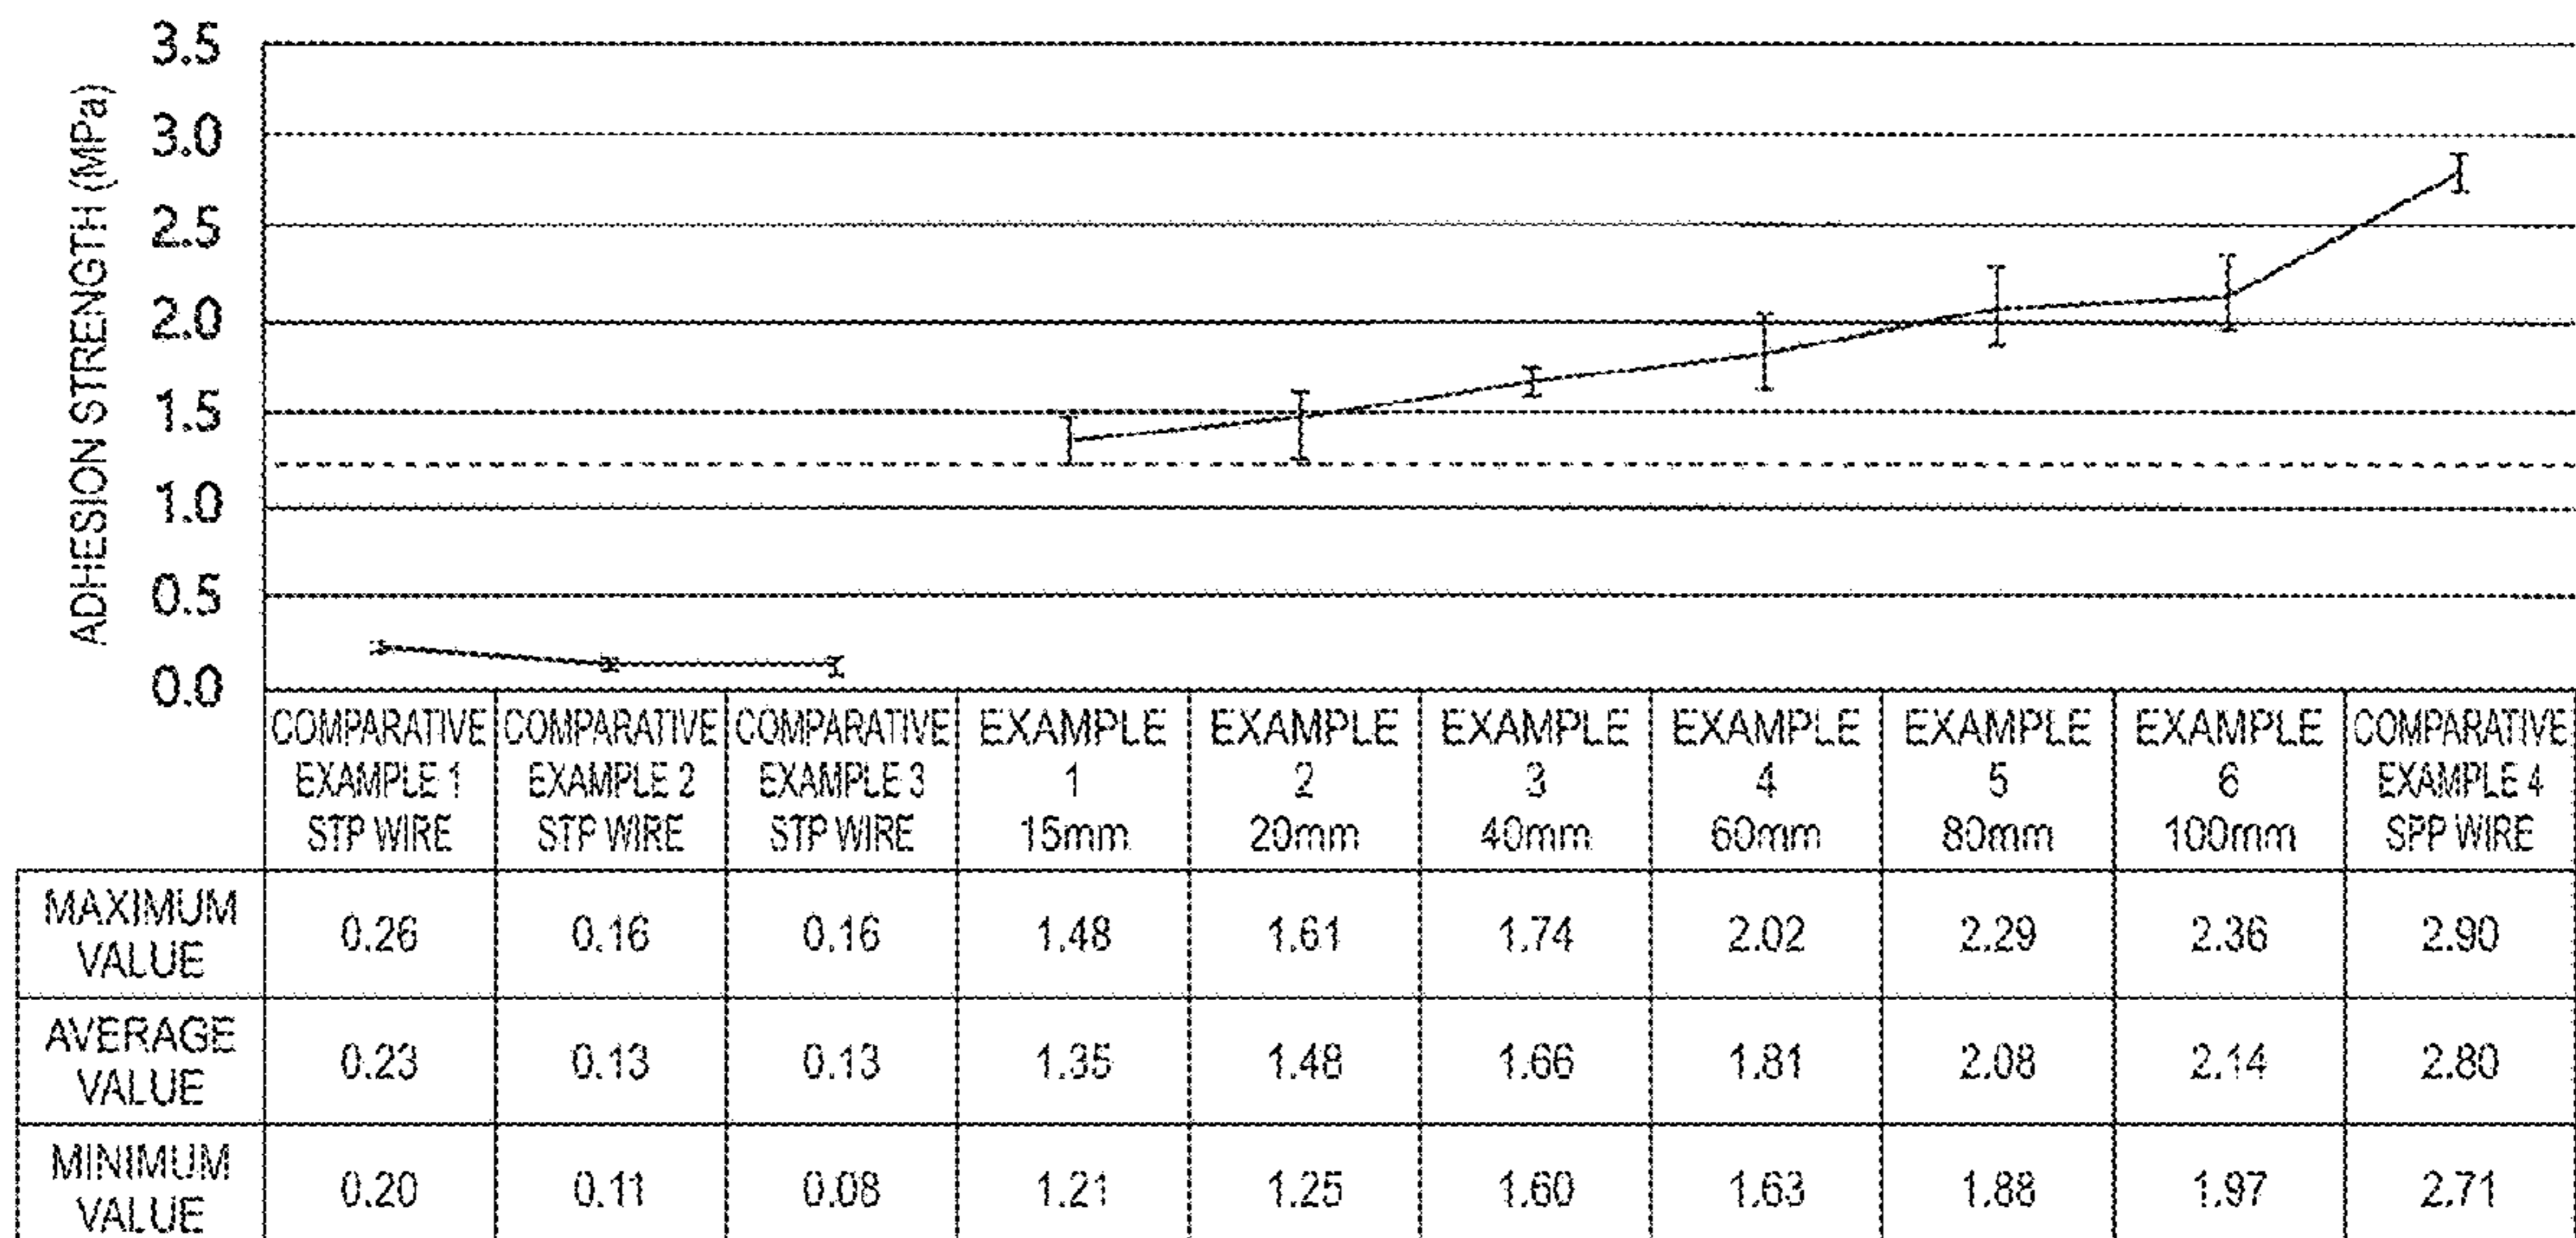 ADHESION STRENGTH (MPa)
3.5
3.0
2.5
2.0
1.5
1.0
0.5
0.0
COMPARATIVE
EXAMPLE 1
STP WIRE
COMPARATIVE
EXAMPLE 2
STP WIRE
COMPARATIVE
EXAMPLE 3
STP WIRE
EXAMPLE
1
15mm
EXAMPLE
2
20mm
EXAMPLE
3
40mm
EXAMPLE
4
60mm
EXAMPLE
5
80mm
EXAMPLE
6
100mm
COMPARATIVE
EXAMPLE 4
SPP WIRE
MAXIMUM
VALUE
0.26 0.16 0.16 1.48 1.61 1.74 2.02 2.29 2.36 2.90
AVERAGE
VALUE
0.23 0.13 0.13 1.35 1.48 1.66 1.81 2.08 2.14 2.80
MINIMUM
VALUE
0.20 0.11 0.08 1.21 1.25 1.60 1.63 1.88 1.97 2.71